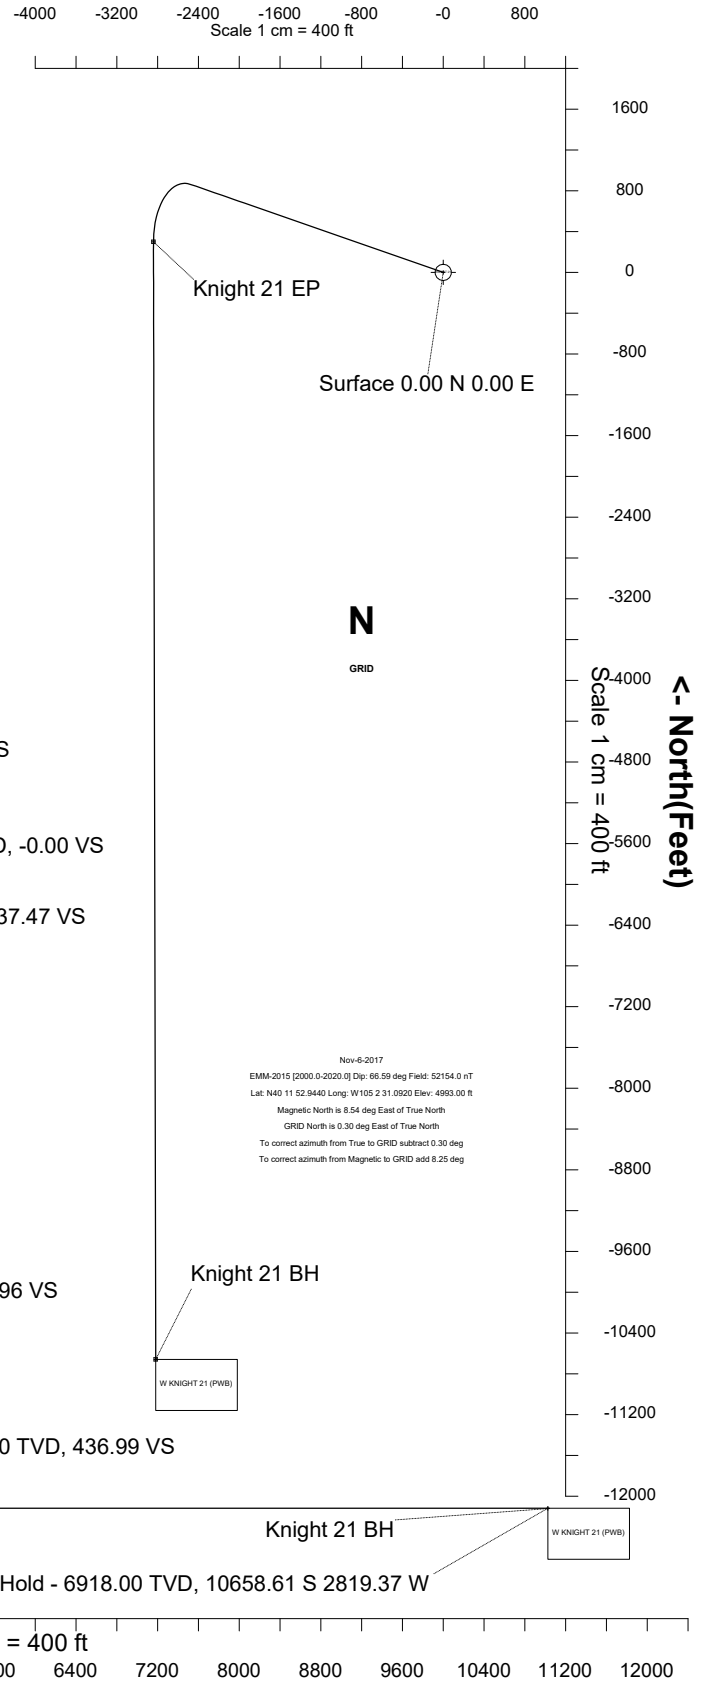 -4000 -3200 -2400 -1600 -800 -0 800
Scale 1 cm = 400 ft
1600
800
Knight 21 EP
0
-800
Surface 0.00 N 0.00 E
-1600
-2400
-3200
N
GRID
-4000
-4800
-5600
-6400
-7200
Scale 1 cm = 400 ft
<- North(Feet)
S
, -0.00 VS
37.47 VS
Nov-6-2017
EMM-2015 [2000.0-2020.0] Dip: 66.59 deg Field: 52154.0 nT
Lat: N40 11 52.9440 Long: W105 2 31.0920 Elev: 4993.00 ft
Magnetic North is 8.54 deg East of True North
GRID North is 0.30 deg East of True North
To correct azimuth from True to GRID subtract 0.30 deg
To correct azimuth from Magnetic to GRID add 8.25 deg
-8000
-8800
-9600
Knight 21 BH
96 VS
-10400
W KNIGHT 21 (PWB)
-11200
0 TVD, 436.99 VS
-12000
Knight 21 BH
W KNIGHT 21 (PWB)
Hold - 6918.00 TVD, 10658.61 S 2819.37 W
= 400 ft
00 6400 7200 8000 8800 9600 10400 11200 12000